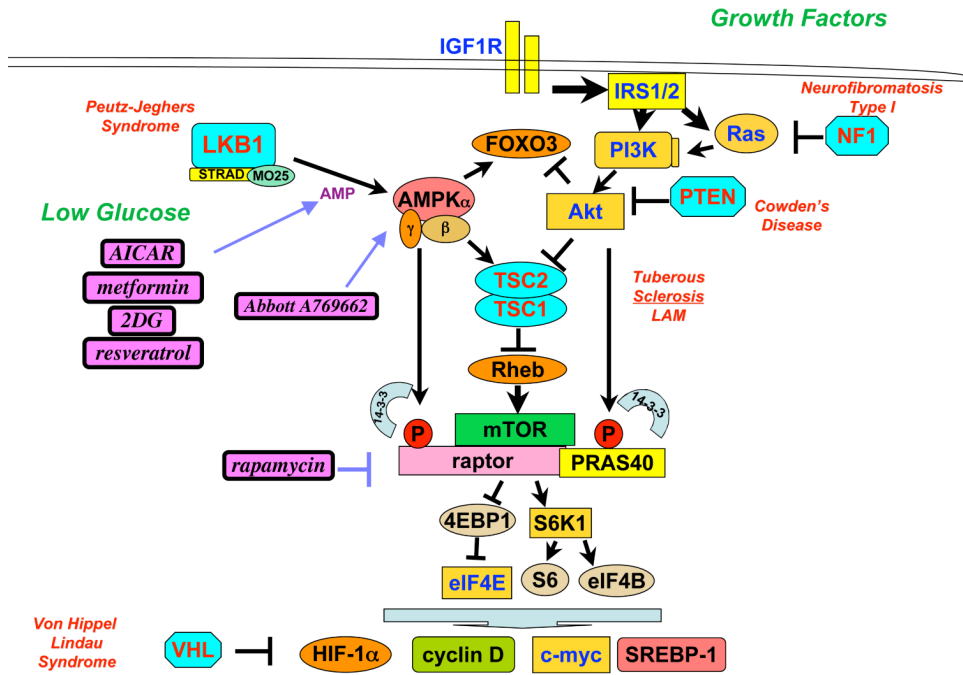 Growth Factors
IGF1R
IRS1/2
Neurofibromatosis
Type I
Peutz-Jeghers
Syndrome
LKB1
STRAD
MO25
FOXO3
PI3K
Ras
NF1
AMP
AMPKα
γ
β
Akt
PTEN
Cowden's
Disease
Low Glucose
AICAR
metformin
2DG
resveratrol
Abbott A769662
TSC2
TSC1
Tuberous
Sclerosis
LAM
Rheb
14-3-3
14-3-3
P
mTOR
P
rapamycin
raptor
PRAS40
4EBP1
S6K1
eIF4E
S6
eIF4B
Von Hippel
Lindau
Syndrome
VHL
HIF-1α
cyclin D
c-myc
SREBP-1